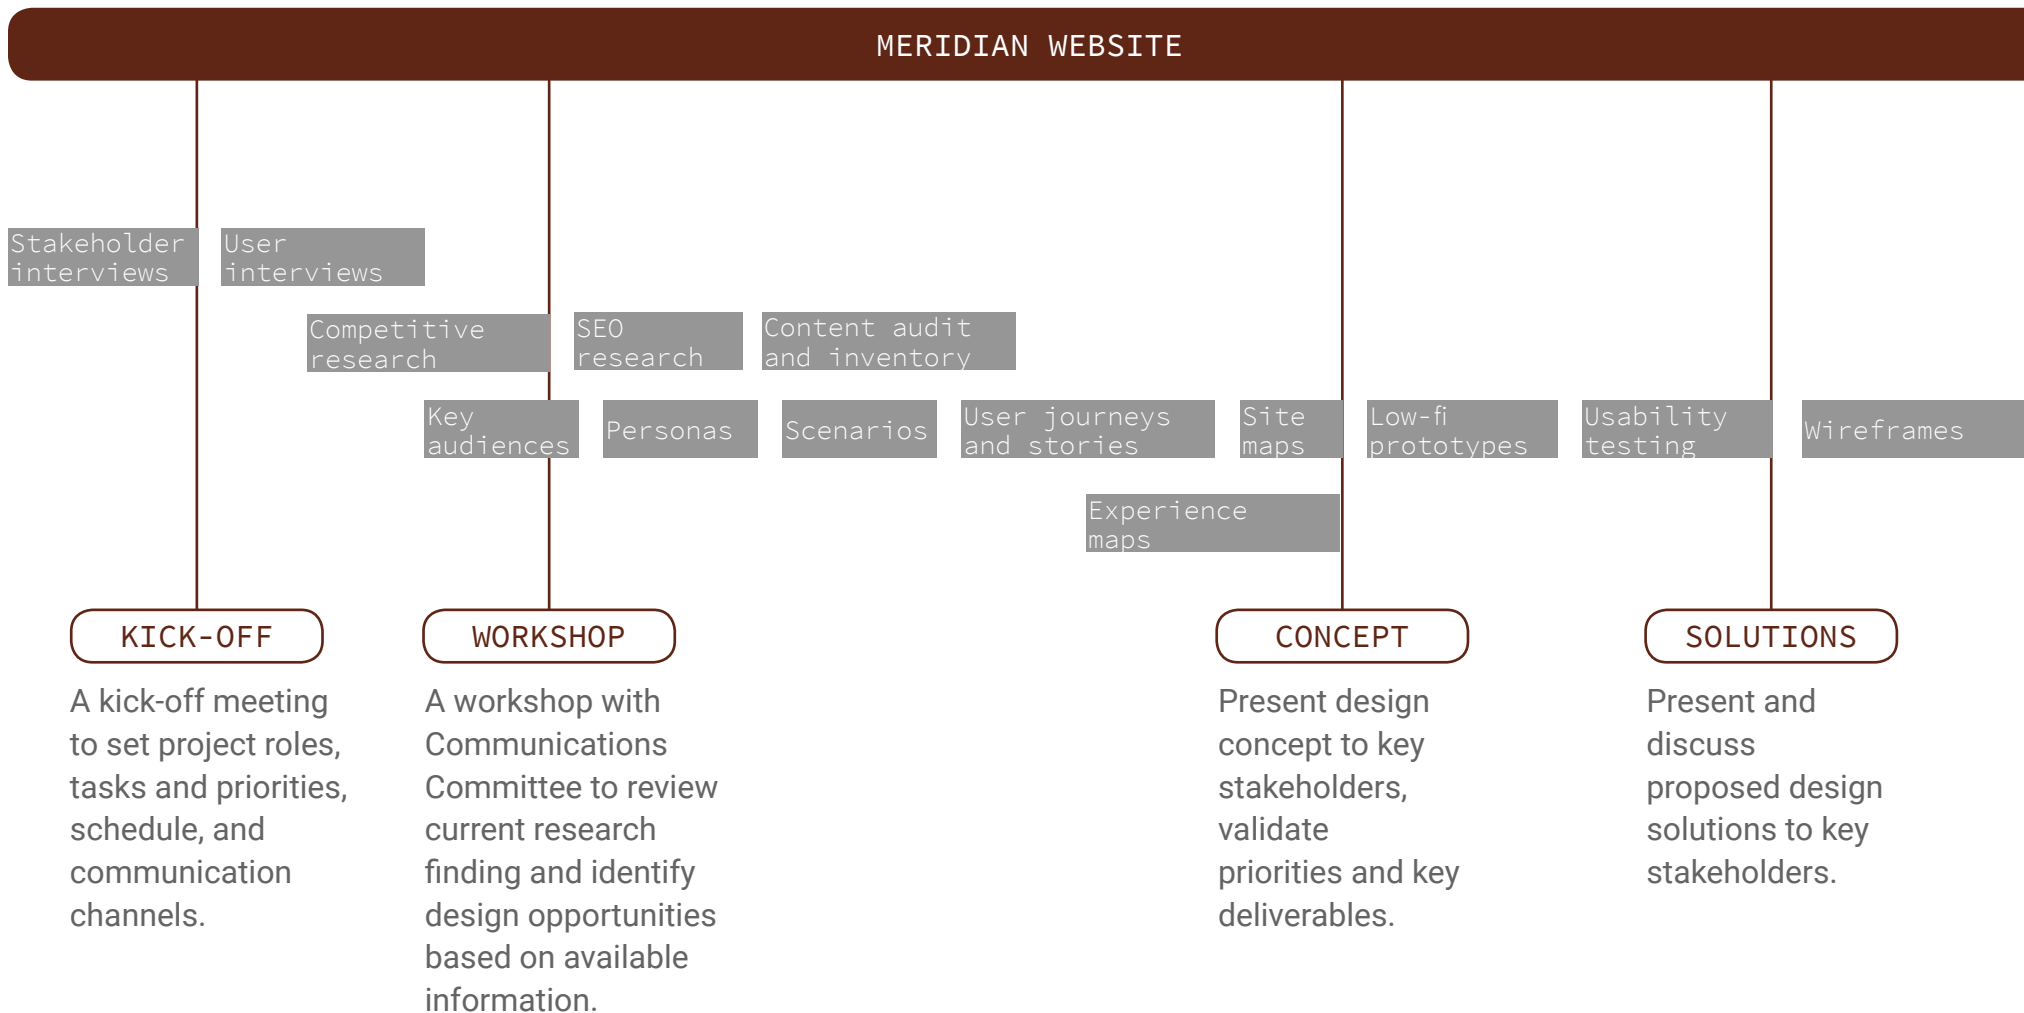 MERIDIAN WEBSITE
Stakeholder
interviews
User
interviews
Competitive
research
SEO
research
Content audit
and inventory
Key
audiences
Personas
Scenarios
User journeys
and stories
Site
maps
Low-fi
prototypes
Usability
testing
Wireframes
Experience
maps
KICK-OFF
A kick-off meeting
to set project roles,
tasks and priorities,
schedule, and
communication
channels.
WORKSHOP
A workshop with
Communications
Committee to review
current research
finding and identify
design opportunities
based on available
information.
CONCEPT
Present design
concept to key
stakeholders,
validate
priorities and key
deliverables.
SOLUTIONS
Present and
discuss
proposed design
solutions to key
stakeholders.